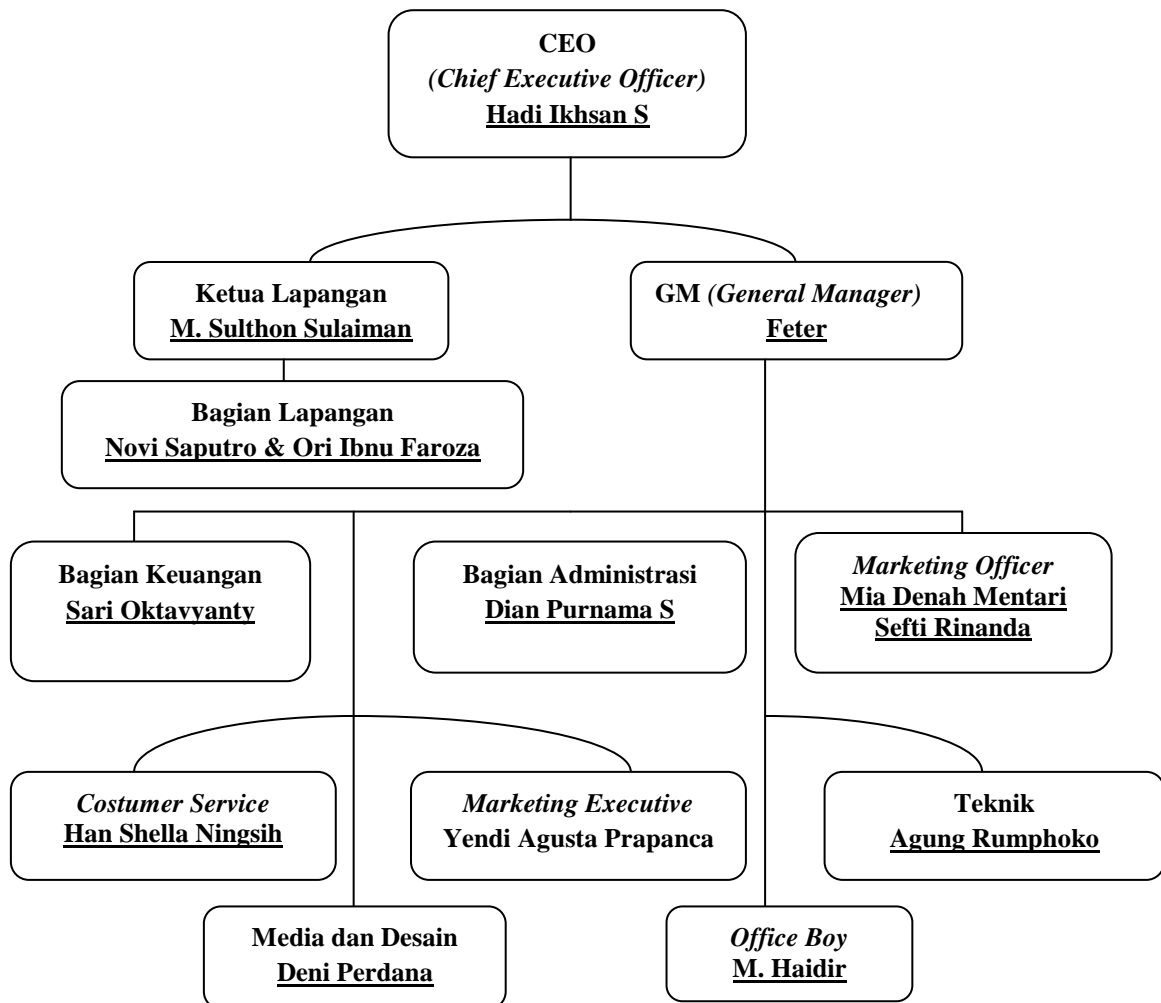 CEO
(Chief Executive Officer)
Hadi Ikhsan S
Ketua Lapangan
M. Sulthon Sulaiman
GM (General Manager)
Feter
Bagian Lapangan
Novi Saputro & Ori Ibnu Faroza
Bagian Keuangan
Sari Oktavyanty
Bagian Administrasi
Dian Purnama S
Marketing Officer
Mia Denah Mentari
Sefti Rinanda
Costumer Service
Han Shella Ningsih
Marketing Executive
Yendi Agusta Prapanca
Teknik
Agung Rumphoko
Media dan Desain
Deni Perdana
Office Boy
M. Haidir